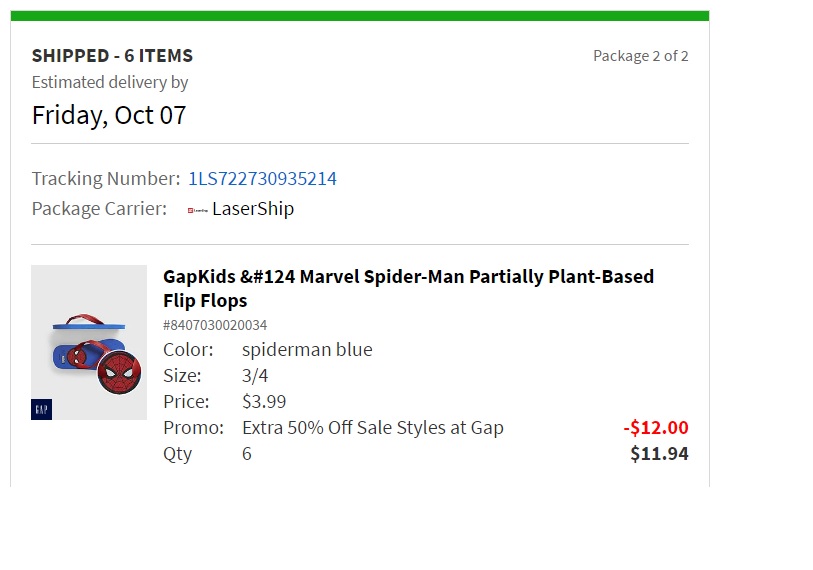 SHIPPED - 6 ITEMS
Package 2 of 2
Estimated delivery by
Friday, Oct 07
Tracking Number: 1LS722730935214
Package Carrier: LaserShip
GapKids &#124 Marvel Spider-Man Partially Plant-Based
Flip Flops
#8407030020034
Color: spiderman blue
Size: 3/4
Price: $3.99
Promo: Extra 50% Off Sale Styles at Gap -$12.00
Qty 6 $11.94
GAP